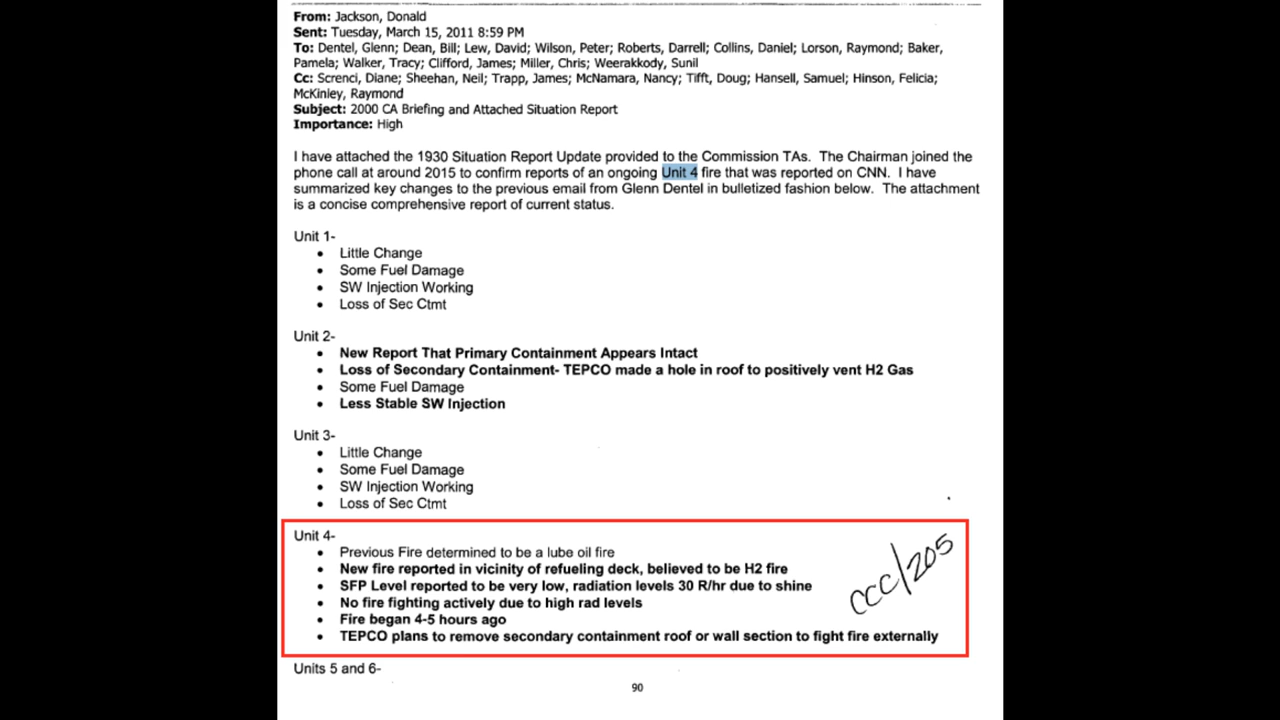 From: Jackson, Donald
Sent: Tuesday, March 15, 2011 8:59 PM
To: Dentel, Glenn; Dean, Bill; Lew, David; Wilson, Peter; Roberts, Darrell; Collins, Daniel; Lorson, Raymond; Baker,
Pamela; Walker, Tracy; Clifford, James; Miller, Chris; Weerakkody, Sunil
Cc: Screnci, Diane; Sheehan, Neil; Trapp, James; McNamara, Nancy; Tifft, Doug; Hansell, Samuel; Hinson, Felicia;
McKinley, Raymond
Subject: 2000 CA Briefing and Attached Situation Report
Importance: High
I have attached the 1930 Situation Report Update provided to the Commission TAs. The Chairman joined the
phone call at around 2015 to confirm reports of an ongoing Unit 4 fire that was reported on CNN. I have
summarized key changes to the previous email from Glenn Dentel in bulletized fashion below. The attachment
is a concise comprehensive report of current status.
Unit 1-
• Little Change
• Some Fuel Damage
• SW Injection Working
• Loss of Sec Ctmt
Unit 2-
• New Report That Primary Containment Appears Intact
• Loss of Secondary Containment- TEPCO made a hole in roof to positively vent H2 Gas
• Some Fuel Damage
• Less Stable SW Injection
Unit 3-
• Little Change
• Some Fuel Damage
• SW Injection Working
• Loss of Sec Ctmt
Unit 4-
• Previous Fire determined to be a lube oil fire
• New fire reported in vicinity of refueling deck, believed to be H2 fire
• SFP Level reported to be very low, radiation levels 30 R/hr due to shine
• No fire fighting actively due to high rad levels
• Fire began 4-5 hours ago
• TEPCO plans to remove secondary containment roof or wall section to fight fire externally
CCC/205
Units 5 and 6-
90